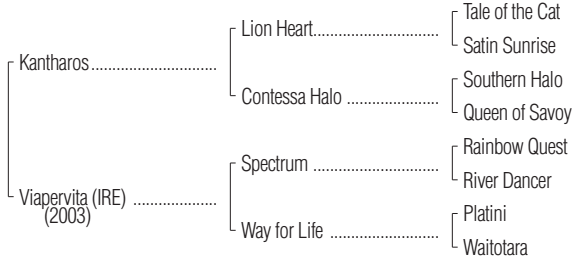 Tale of the Cat
Lion Heart
Satin Sunrise
Kantharos
Southern Halo
Contessa Halo
Queen of Savoy
Rainbow Quest
Spectrum
River Dancer
Viapervita (IRE)
(2003)
Platini
Way for Life
Waitotara